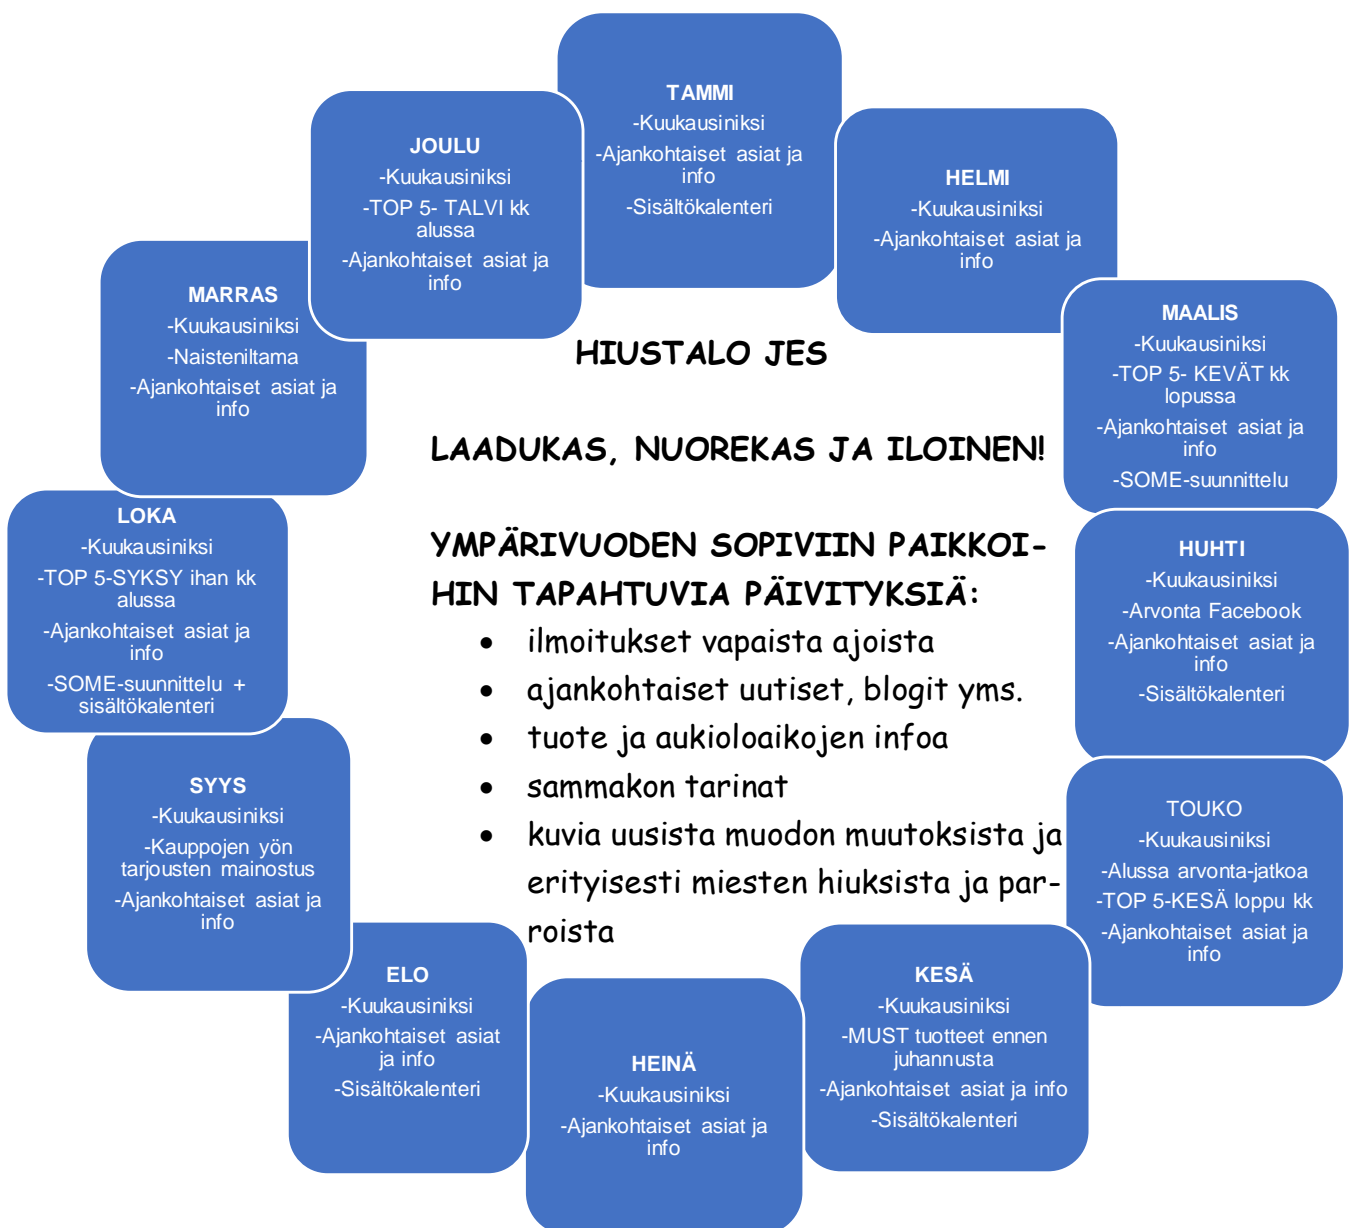 TAMMI
-Kuukausiniksi
-Ajankohtaiset asiat ja
info
-Sisältökalenteri
HELMI
-Kuukausiniksi
-Ajankohtaiset asiat ja
info
MAALIS
-Kuukausiniksi
-TOP 5- KEVÄT kk
lopussa
-Ajankohtaiset asiat ja
info
-SOME-suunnittelu
HUHTI
-Kuukausiniksi
-Arvonta Facebook
-Ajankohtaiset asiat ja
info
-Sisältökalenteri
TOUKO
-Kuukausiniksi
-Alussa arvonta-jatkoa
-TOP 5-KESÄ loppu kk
-Ajankohtaiset asiat ja
info
KESÄ
-Kuukausiniksi
-MUST tuotteet ennen
juhannusta
-Ajankohtaiset asiat ja info
-Sisältökalenteri
HEINÄ
-Kuukausiniksi
-Ajankohtaiset asiat ja
info
ELO
-Kuukausiniksi
-Ajankohtaiset asiat
ja info
-Sisältökalenteri
SYYS
-Kuukausiniksi
-Kauppojen yön
tarjousten mainostus
-Ajankohtaiset asiat ja
info
LOKA
-Kuukausiniksi
-TOP 5-SYKSY ihan kk
alussa
-Ajankohtaiset asiat ja
info
-SOME-suunnittelu +
sisältökalenteri
MARRAS
-Kuukausiniksi
-Naisteniltama
-Ajankohtaiset asiat ja
info
JOULU
-Kuukausiniksi
-TOP 5- TALVI kk
alussa
-Ajankohtaiset asiat ja
info
HIUSTALO JES
LAADUKAS, NUOREKAS JA ILOINEN!
YMPÄRIVUODEN SOPIVIIN PAIKKOI-
HIN TAPAHTUVIA PÄIVITYKSIÄ:
• ilmoitukset vapaista ajoista
• ajankohtaiset uutiset, blogit yms.
• tuote ja aukioloaikojen infoa
• sammakon tarinat
• kuvia uusista muodon muutoksista ja
erityisesti miesten hiuksista ja par-
roista